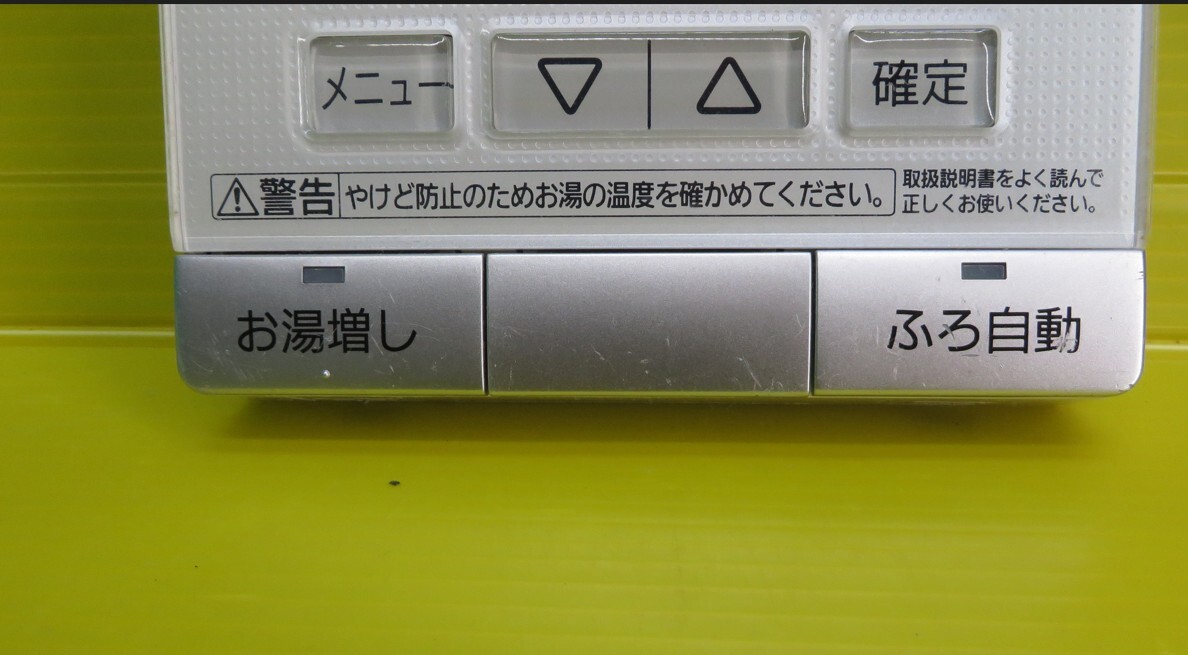 メニュー ▽ △ 確定
⚠警告 やけど防止のためお湯の温度を確かめてください。
取扱説明書をよく読んで
正しくお使いください。
お湯増し ふろ自動